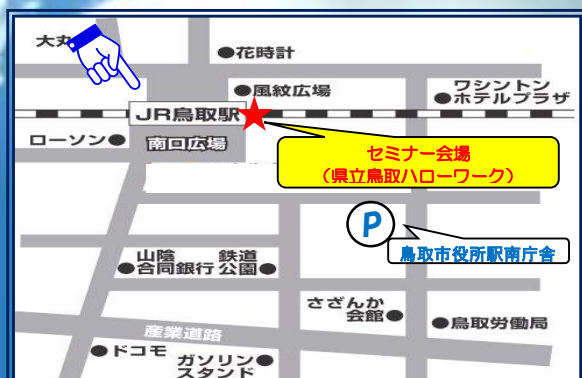 大丸
●花時計
●風紋広場
ワシントン
●ホテルプラザ
JR鳥取駅
ローソン●
南口広場
セミナー会場
（県立鳥取ハローワーク）
P
鳥取市役所駅南庁舎
山陰
●合同銀行
鉄道
公園●
さざんか
会館●
●鳥取労働局
産業道路
●ドコモ
ガソリン●
スタンド